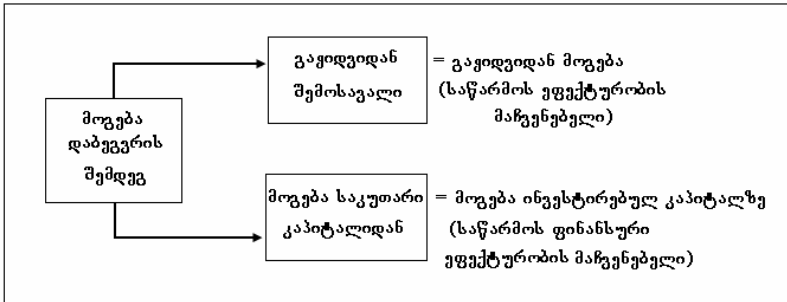 მოგება
დაბეგვრის
შემდეგ
გაყიდვიდან
შემოსავალი
= გაყიდვიდან მოგება
(საწარმოს ეფექტურობის
მაჩვენებელი)
მოგება საკუთარი
კაპიტალიდან
= მოგება ინვესტირებულ კაპიტალზე
(საწარმოს ფინანსური
ეფექტურობის მაჩვენებელი)